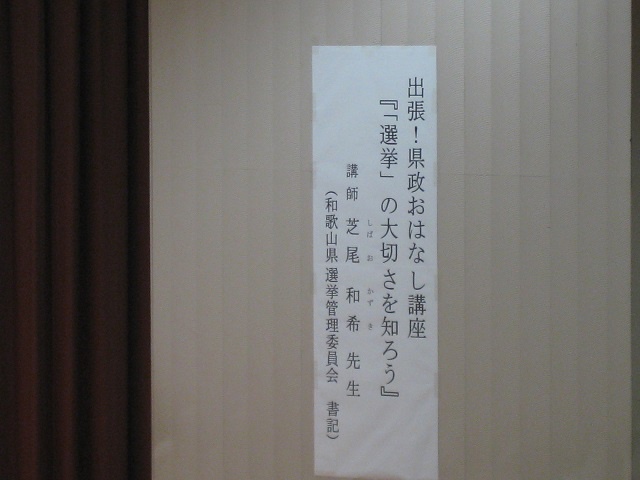 出張！県政おはなし講座
『「選挙」の大切さを知ろう』
しば お かず き
講師 芝尾 和希 先生
（和歌山県選挙管理委員会 書記）